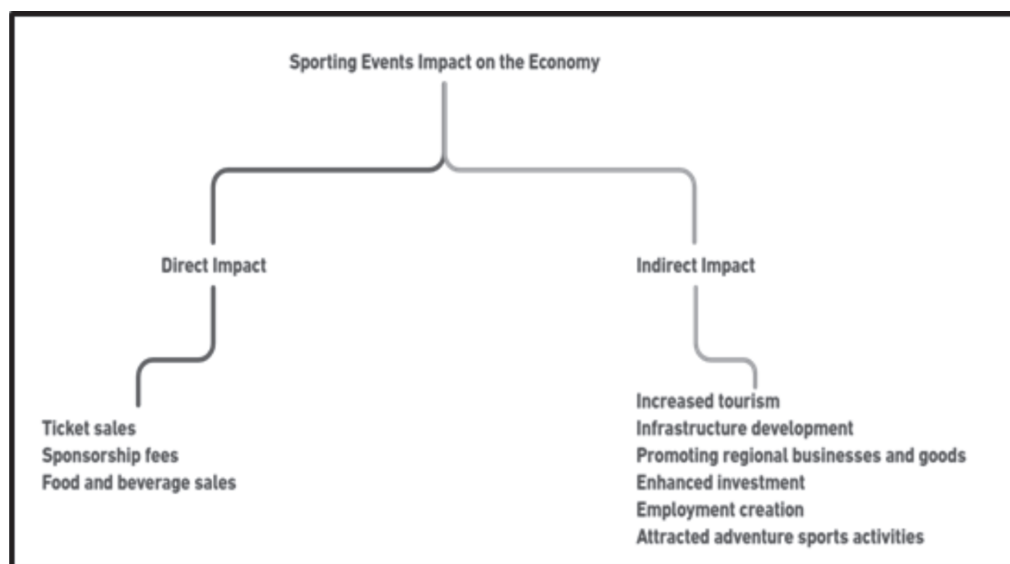 Sporting Events Impact on the Economy
Direct Impact
Ticket sales
Sponsorship fees
Food and beverage sales
Indirect Impact
Increased tourism
Infrastructure development
Promoting regional businesses and goods
Enhanced investment
Employment creation
Attracted adventure sports activities